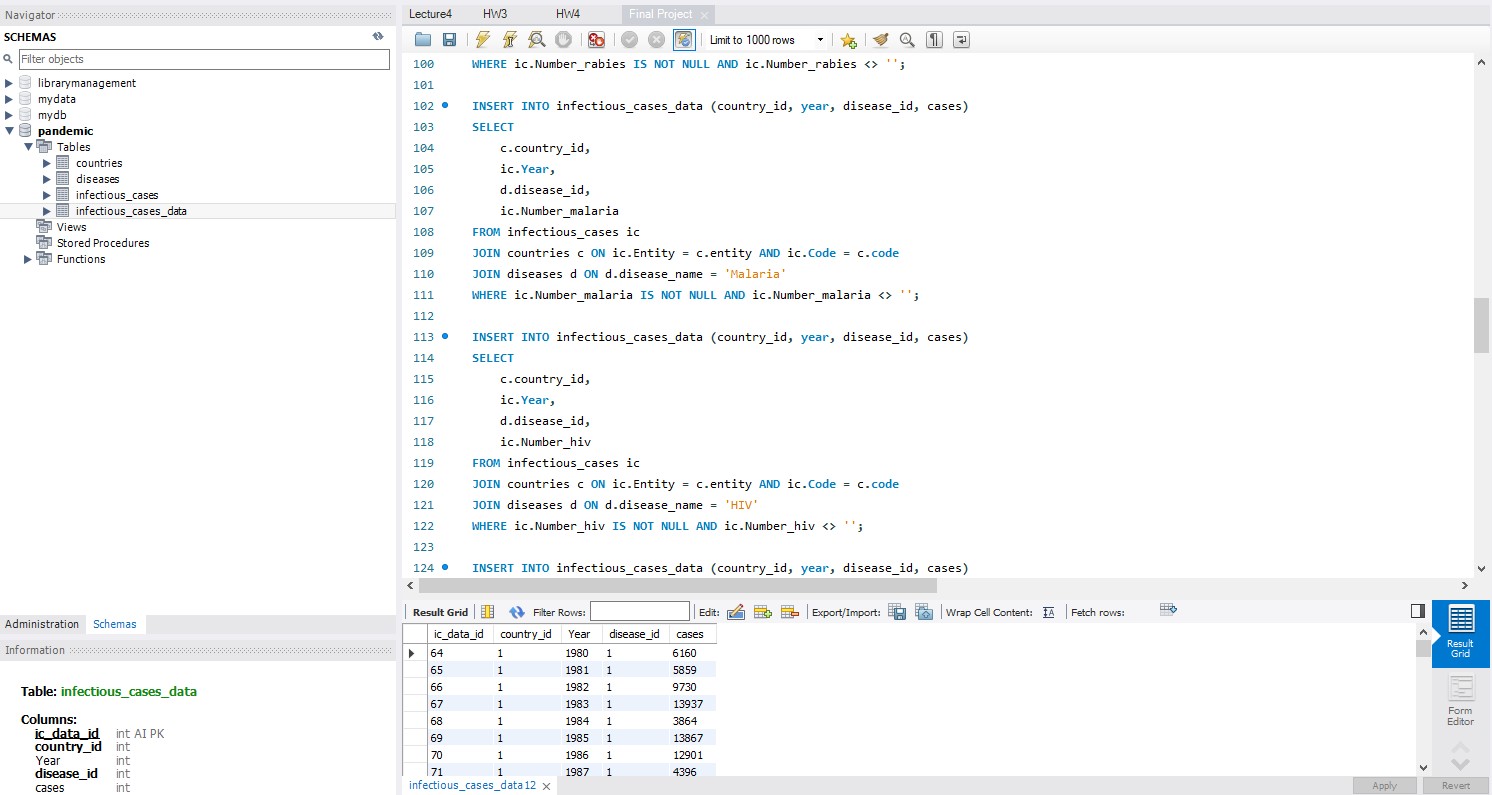 Navigator
SCHEMAS
Filter objects
librarymanagement
mydata
mydb
pandemic
Tables
countries
diseases
infectious_cases
infectious_cases_data
Views
Stored Procedures
Functions
Administration Schemas
Information
Table: infectious_cases_data
Columns:
ic_data_id int AI PK
country_id int
Year int
disease_id int
cases int
Lecture4 HW3 HW4 Final Project
Limit to 1000 rows
100 WHERE ic.Number_rabies IS NOT NULL AND ic.Number_rabies <> '';
101
102 INSERT INTO infectious_cases_data (country_id, year, disease_id, cases)
103 SELECT
104 c.country_id,
105 ic.Year,
106 d.disease_id,
107 ic.Number_malaria
108 FROM infectious_cases ic
109 JOIN countries c ON ic.Entity = c.entity AND ic.Code = c.code
110 JOIN diseases d ON d.disease_name = 'Malaria'
111 WHERE ic.Number_malaria IS NOT NULL AND ic.Number_malaria <> '';
112
113 INSERT INTO infectious_cases_data (country_id, year, disease_id, cases)
114 SELECT
115 c.country_id,
116 ic.Year,
117 d.disease_id,
118 ic.Number_hiv
119 FROM infectious_cases ic
120 JOIN countries c ON ic.Entity = c.entity AND ic.Code = c.code
121 JOIN diseases d ON d.disease_name = 'HIV'
122 WHERE ic.Number_hiv IS NOT NULL AND ic.Number_hiv <> '';
123
124 INSERT INTO infectious_cases_data (country_id, year, disease_id, cases)
Result Grid Filter Rows: Edit: Export/Import: Wrap Cell Content: Fetch rows:
ic_data_id country_id Year disease_id cases
64 1 1980 1 6160
65 1 1981 1 5859
66 1 1982 1 9730
67 1 1983 1 13937
68 1 1984 1 3864
69 1 1985 1 13867
70 1 1986 1 12901
71 1 1987 1 4396
Result
Grid
Form
Editor
infectious_cases_data12
Apply Revert